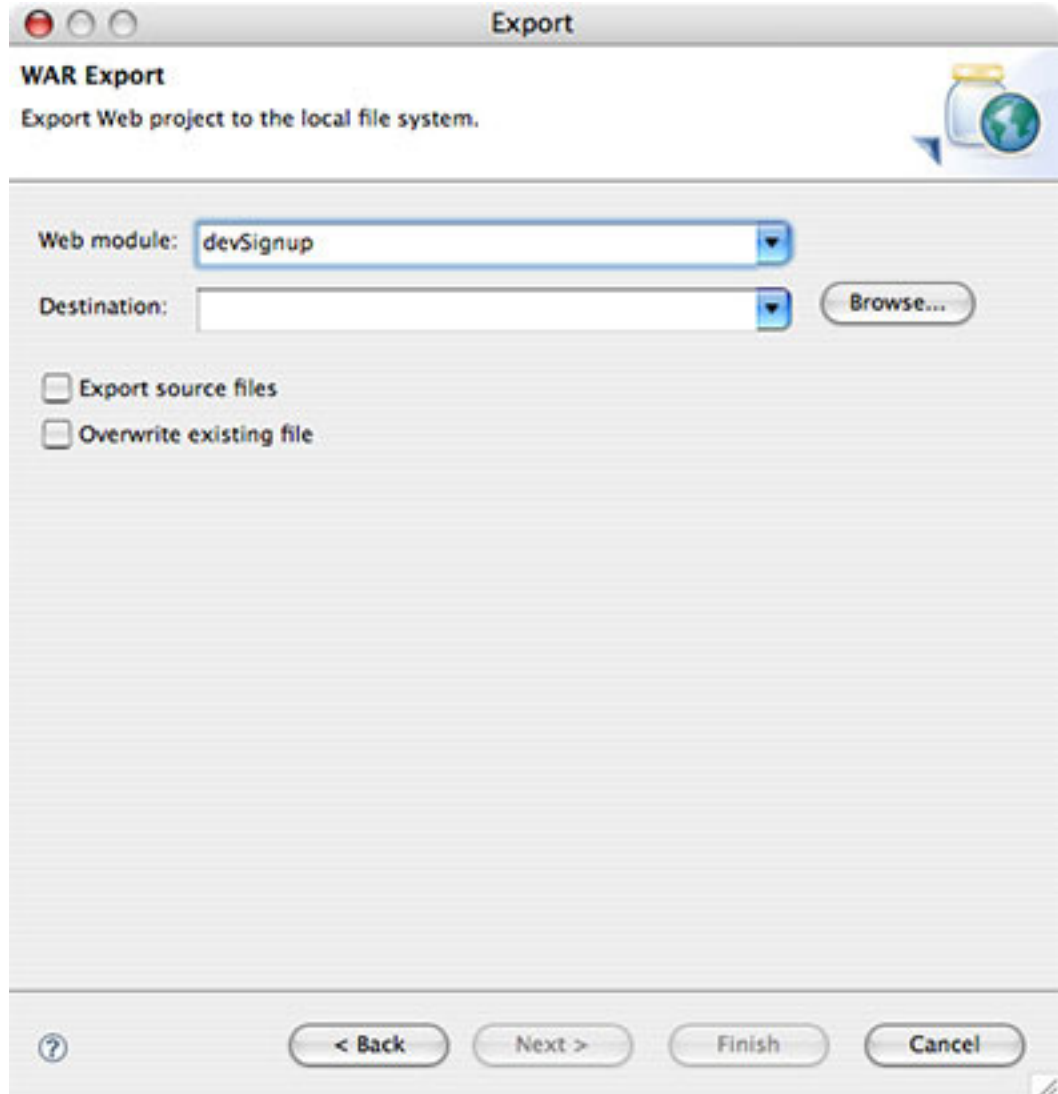 Export
WAR Export
Export Web project to the local file system.
Web module: devSignup
Destination: Browse...
Export source files
Overwrite existing file
? < Back Next > Finish Cancel